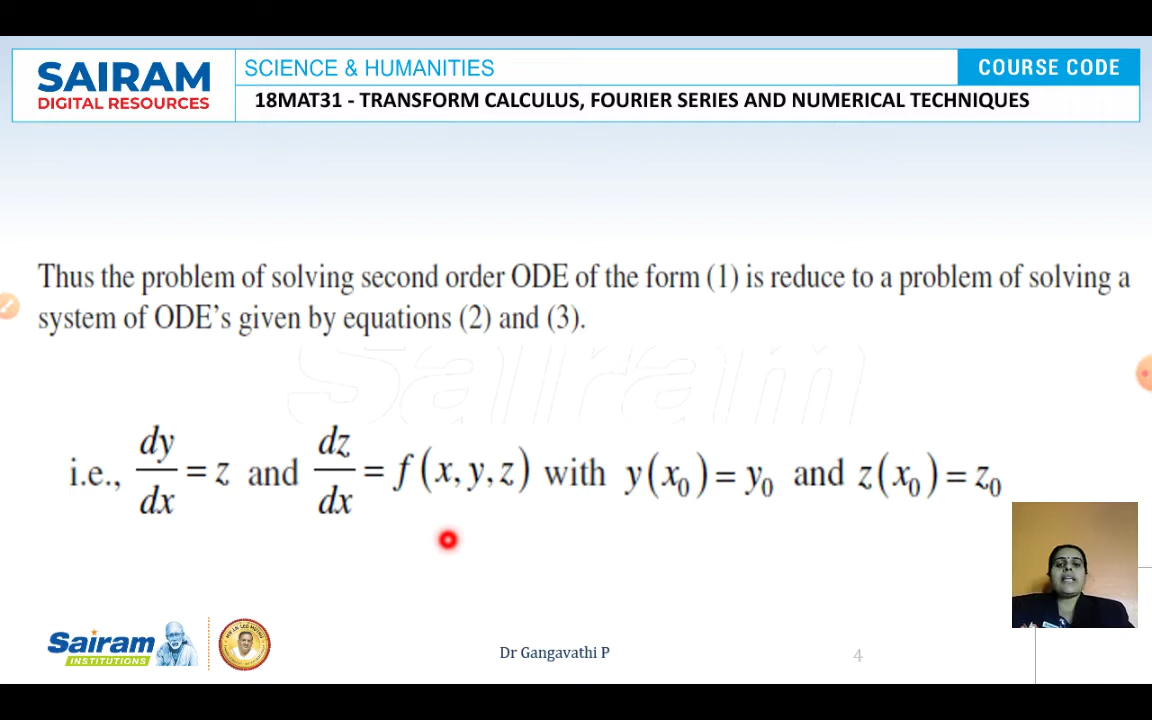 SAIRAM
DIGITAL RESOURCES
SCIENCE & HUMANITIES
COURSE CODE
18MAT31 - TRANSFORM CALCULUS, FOURIER SERIES AND NUMERICAL TECHNIQUES
Thus the problem of solving second order ODE of the form (1) is reduce to a problem of solving a
system of ODE’s given by equations (2) and (3).
Sairam
i.e., dy/dx = z and dz/dx = f(x, y, z) with y(x₀) = y₀ and z(x₀) = z₀
Sairam
INSTITUTIONS
Dr Gangavathi P
4